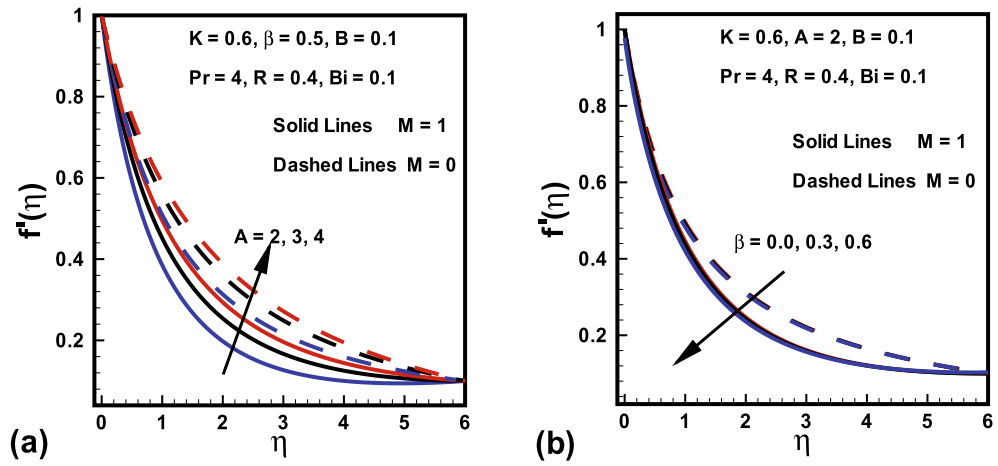 K = 0.6, β = 0.5, B = 0.1
Pr = 4, R = 0.4, Bi = 0.1
Solid Lines M = 1
Dashed Lines M = 0
A = 2, 3, 4
f'(η)
1
0.8
0.6
0.4
0.2
0 1 2 3 4 5 6
η
(a)
K = 0.6, A = 2, B = 0.1
Pr = 4, R = 0.4, Bi = 0.1
Solid Lines M = 1
Dashed Lines M = 0
β = 0.0, 0.3, 0.6
f'(η)
1
0.8
0.6
0.4
0.2
0 1 2 3 4 5 6
η
(b)